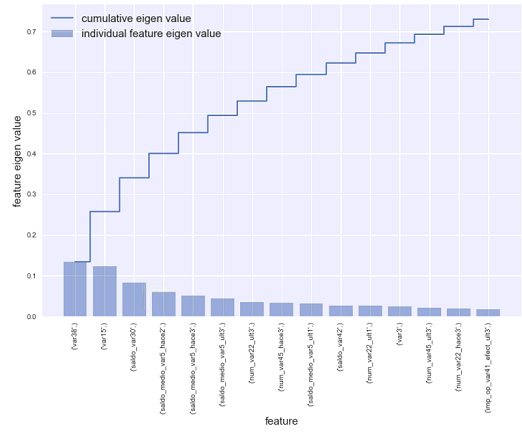 cumulative eigen value
individual feature eigen value
feature eigen value
0.7
0.6
0.5
0.4
0.3
0.2
0.1
0.0
('var38',)
('var15',)
('saldo_var30',)
('saldo_medio_var5_hace2',)
('saldo_medio_var5_hace3',)
('saldo_medio_var5_ult3',)
('num_var22_ult3',)
('num_var45_hace3',)
('saldo_medio_var5_ult1',)
('saldo_var42',)
('num_var22_ult1',)
('var3',)
('num_var45_ult3',)
('num_var22_hace3',)
('imp_op_var41_efect_ult3',)
feature